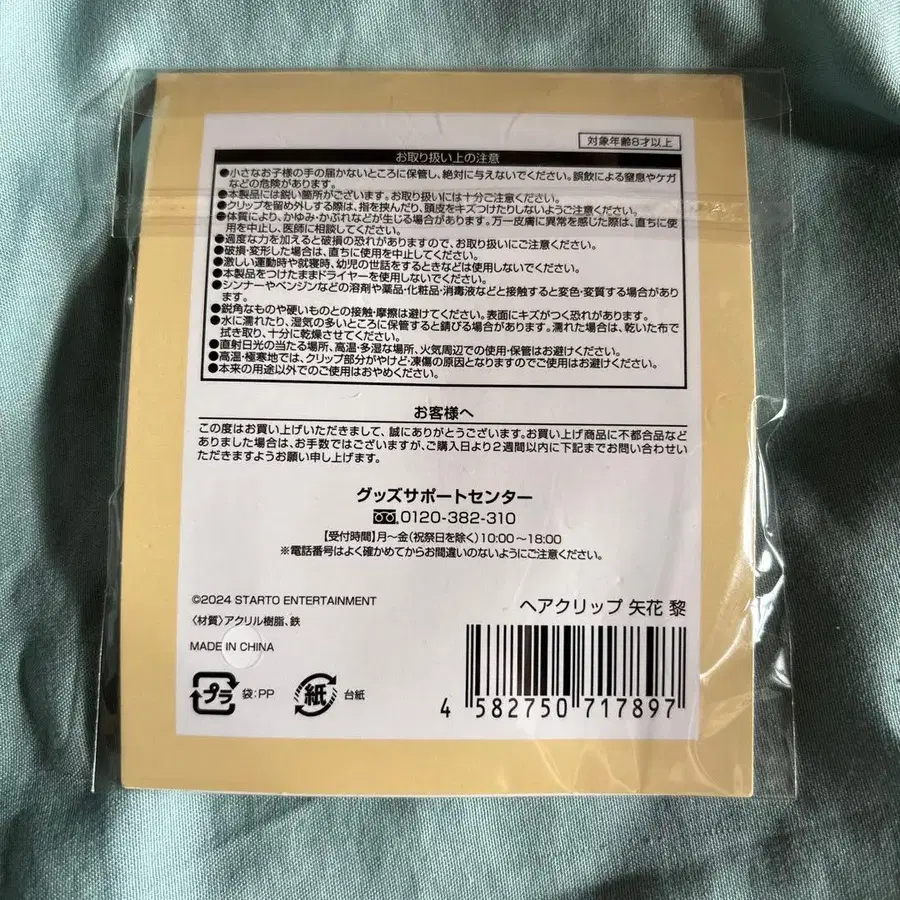 対象年齢8才以上
お取り扱い上の注意
●小さなお子様の手の届かないところに保管し、絶対に与えないでください。誤飲による窒息やケガ
などの危険があります。
●本製品には鋭い箇所がございます。お取り扱いには十分ご注意ください。
●クリップを留め外しする際は、指を挟んだり、頭皮をキズつけたりしないようご注意ください。
●体質により、かゆみ・かぶれなどが生じる場合があります。万一皮膚に異常を感じた際は、直ちに使
用を中止し、医師に相談してください。
●過度な力を加えると破損の恐れがありますので、お取り扱いにご注意ください。
●破損・変形した場合は、直ちに使用を中止してください。
●激しい運動時や就寝時、幼児の世話をするときなどは使用しないでください。
●本製品をつけたままドライヤーを使用しないでください。
●シンナーやベンジンなどの溶剤や薬品・化粧品・消毒液などと接触すると変色・変質する場合があり
ます。
●鋭角なものや硬いものとの接触・摩擦は避けてください。表面にキズがつく恐れがあります。
●水に濡れたり、湿気の多いところに保管すると錆びる場合があります。濡れた場合は、乾いた布で
拭き取り、十分に乾燥させてください。
●直射日光の当たる場所、高温・多湿な場所、火気周辺での使用・保管はお避けください。
●高温・極寒地では、クリップ部分がやけど・凍傷の原因となりますのでご使用はお避けください。
●本来の用途以外でのご使用はおやめください。
お客様へ
この度はお買い上げいただきまして、誠にありがとうございます。お買い上げ商品に不都合品など
ありました場合は、お手数ではございますが、ご購入日より2週間以内に下記までお問い合わせい
ただきますようお願い申し上げます。
グッズサポートセンター
0120-382-310
【受付時間】月〜金(祝祭日を除く)10:00〜18:00
※電話番号はよく確かめてからお間違いのないようにご注意ください。
©2024 STARTO ENTERTAINMENT
ヘアクリップ 矢花 黎
〈材質〉アクリル樹脂、鉄
MADE IN CHINA
プラ 袋:PP 紙 台紙
4 582750 717897